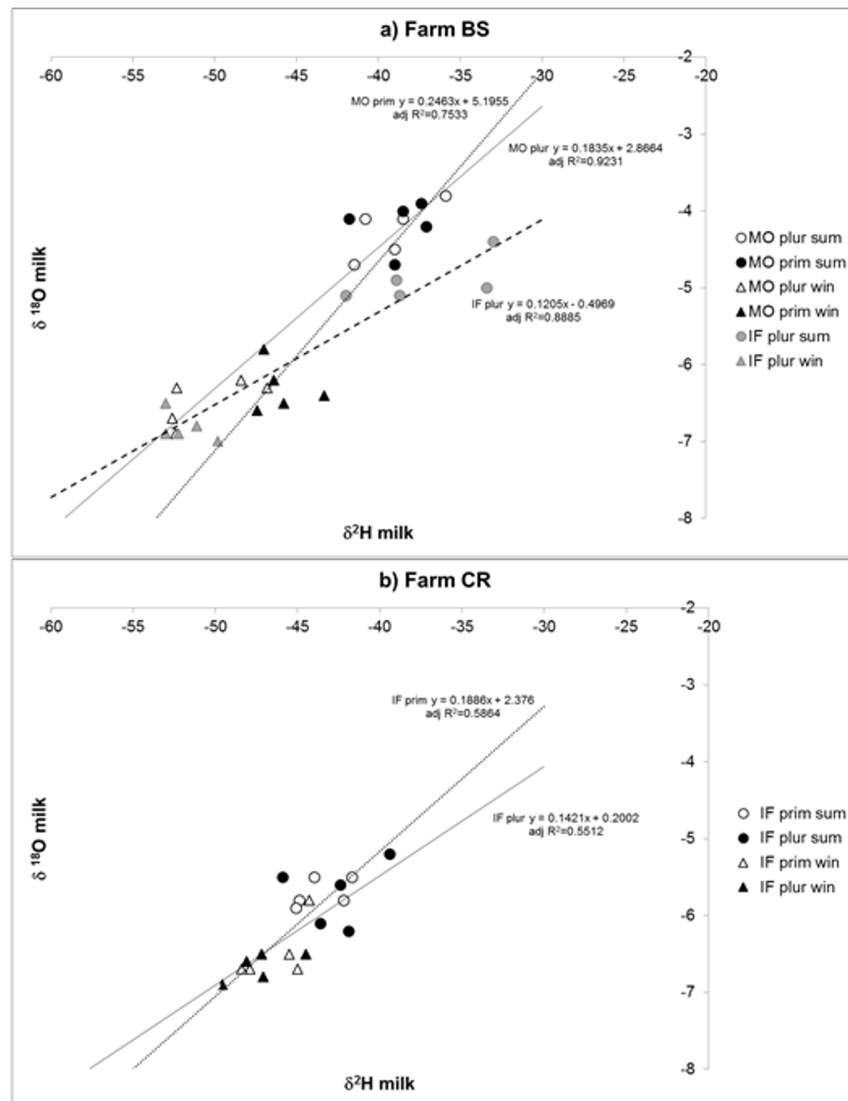 a) Farm BS
-60 -55 -50 -45 -40 -35 -30 -25 -20
-2
MO prim y = 0.2463x + 5.1955
adj R²=0.7533
-3
MO plur y = 0.1835x + 2.8664
adj R²=0.9231
-4
-5
IF plur y = 0.1205x - 0.4969
adj R²=0.8885
-6
-7
-8
δ ¹⁸O milk
δ²H milk
MO plur sum
MO prim sum
MO plur win
MO prim win
IF plur sum
IF plur win
b) Farm CR
-60 -55 -50 -45 -40 -35 -30 -25 -20
-2
-3
IF prim y = 0.1886x + 2.376
adj R²=0.5864
-4
IF plur y = 0.1421x + 0.2002
adj R²=0.5512
-5
-6
-7
-8
δ ¹⁸O milk
δ²H milk
IF prim sum
IF plur sum
IF prim win
IF plur win